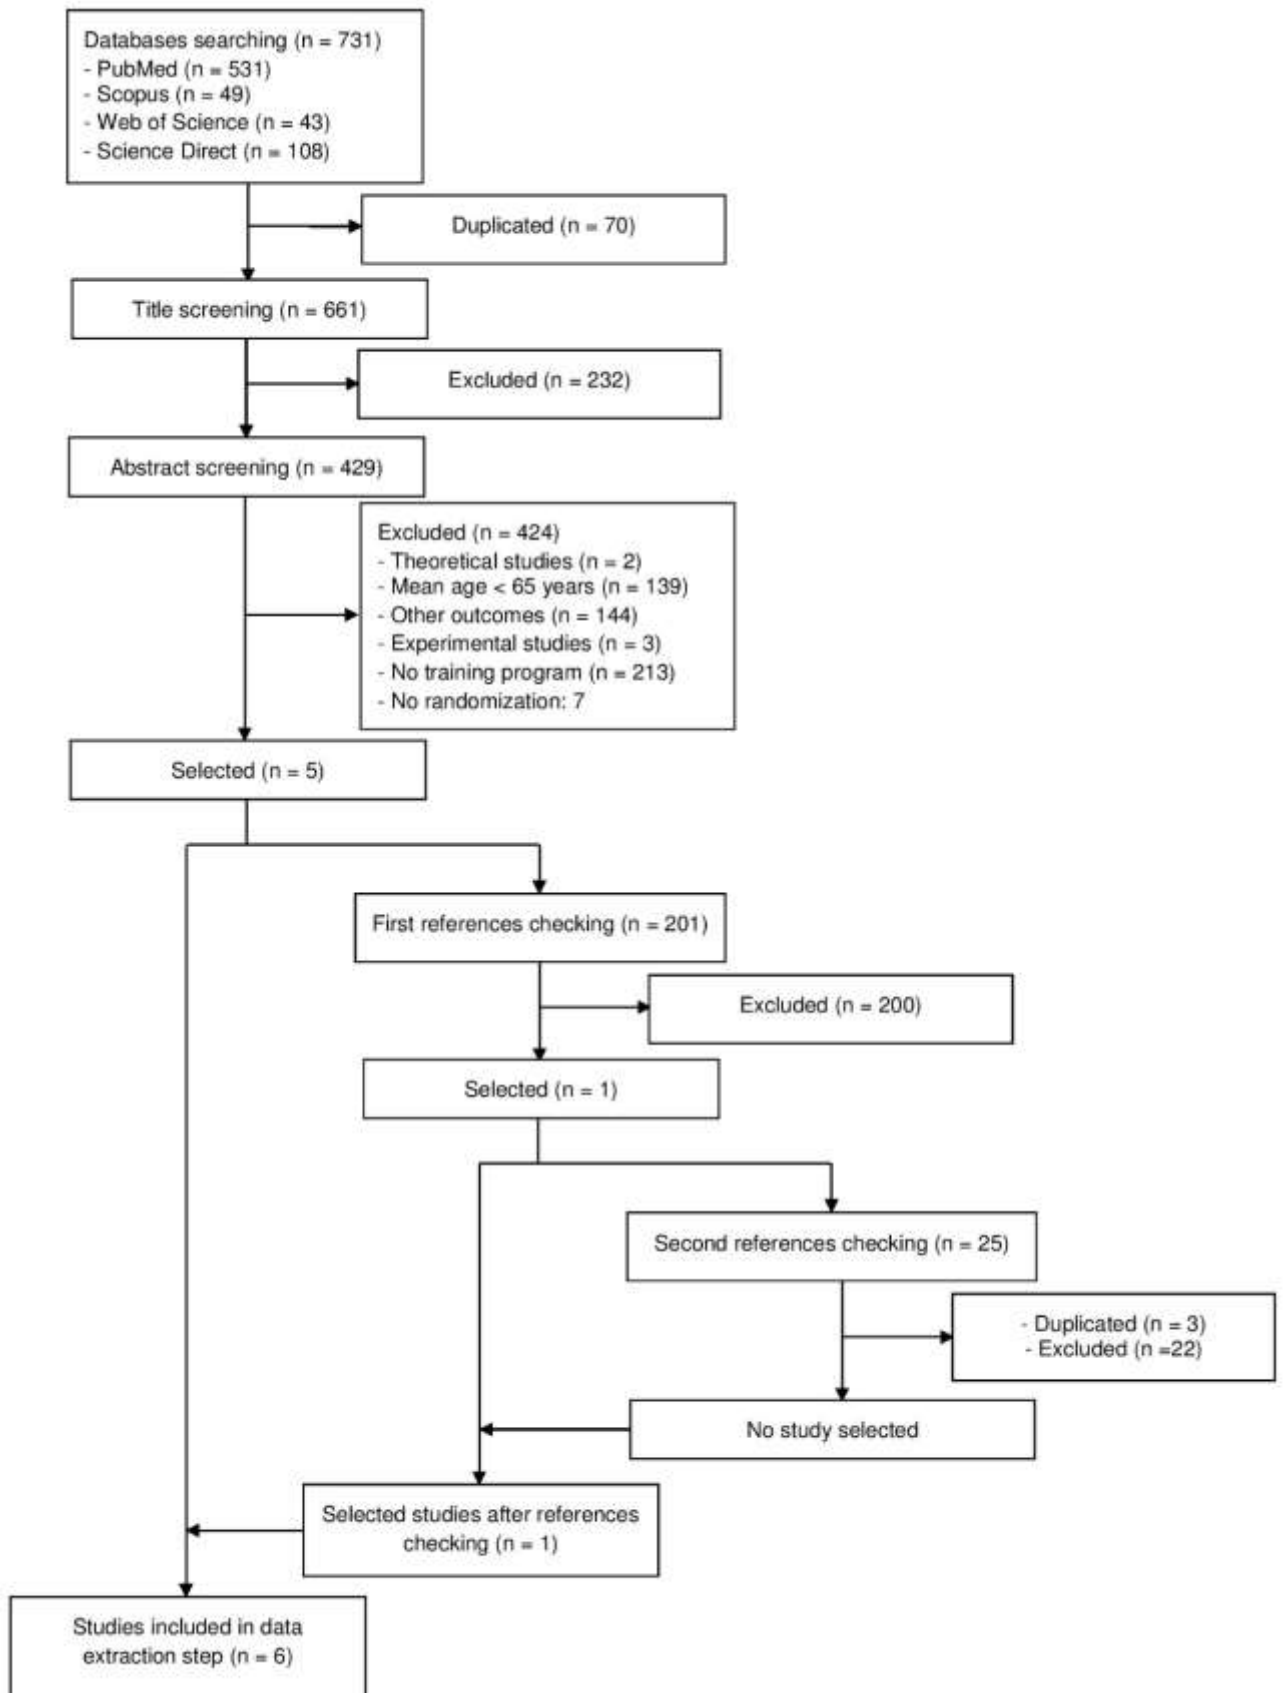 Databases searching (n = 731)
- PubMed (n = 531)
- Scopus (n = 49)
- Web of Science (n = 43)
- Science Direct (n = 108)
Duplicated (n = 70)
Title screening (n = 661)
Excluded (n = 232)
Abstract screening (n = 429)
Excluded (n = 424)
- Theoretical studies (n = 2)
- Mean age < 65 years (n = 139)
- Other outcomes (n = 144)
- Experimental studies (n = 3)
- No training program (n = 213)
- No randomization: 7
Selected (n = 5)
First references checking (n = 201)
Excluded (n = 200)
Selected (n = 1)
Second references checking (n = 25)
- Duplicated (n = 3)
- Excluded (n =22)
No study selected
Selected studies after references
checking (n = 1)
Studies included in data
extraction step (n = 6)